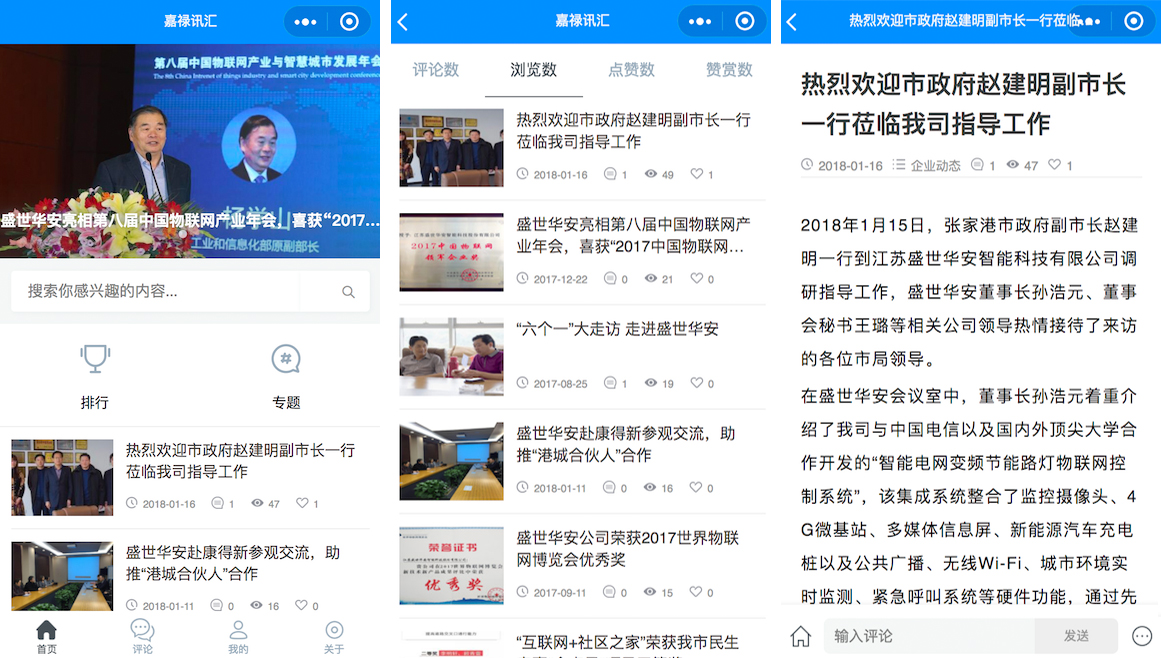 嘉禄讯汇
第八届中国物联网产业与智慧城市发展年会
The 8th China Internet of things industry and smart city development conference
杨学山
工业和信息化部原副部长
盛世华安亮相第八届中国物联网产业年会，喜获“2017...
搜索你感兴趣的内容...
排行
专题
热烈欢迎市政府赵建明副市长一行
莅临我司指导工作
2018-01-16 1 47 1
盛世华安赴康得新参观交流，助
推“港城合伙人”合作
2018-01-11 0 16 0
首页
评论
我的
关于
嘉禄讯汇
评论数
浏览数
点赞数
赞赏数
热烈欢迎市政府赵建明副市长一行
莅临我司指导工作
2018-01-16 1 49 1
2017中国物联网
领军企业奖
盛世华安亮相第八届中国物联网产
业年会，喜获“2017中国物联网...
2017-12-22 0 21 0
“六个一”大走访 走进盛世华安
2017-08-25 1 19 0
盛世华安赴康得新参观交流，助
推“港城合伙人”合作
2018-01-11 0 16 0
荣誉证书
优秀奖
盛世华安公司荣获2017世界物联
网博览会优秀奖
2017-09-11 0 15 0
“互联网+社区之家”荣获我市民生
热烈欢迎市政府赵建明副市长一行莅临
热烈欢迎市政府赵建明副市长
一行莅临我司指导工作
2018-01-16 企业动态 1 47 1
2018年1月15日，张家港市政府副市长赵建
明一行到江苏盛世华安智能科技有限公司调
研指导工作，盛世华安董事长孙浩元、董事
会秘书王璐等相关公司领导热情接待了来访
的各位市局领导。
在盛世华安会议室中，董事长孙浩元着重介
绍了我司与中国电信以及国内外顶尖大学合
作开发的“智能电网变频节能路灯物联网控
制系统”，该集成系统整合了监控摄像头、4
G微基站、多媒体信息屏、新能源汽车充电
桩以及公共广播、无线Wi-Fi、城市环境实
时监测、紧急呼叫系统等硬件功能，通过先
输入评论
发送